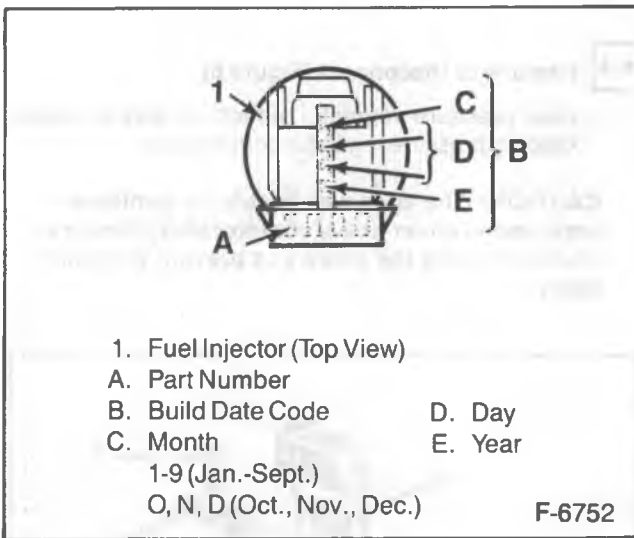 1
C
D
B
E
A
1. Fuel Injector (Top View)
A. Part Number
B. Build Date Code
D. Day
C. Month
E. Year
1-9 (Jan.-Sept.)
O, N, D (Oct., Nov., Dec.)
F-6752